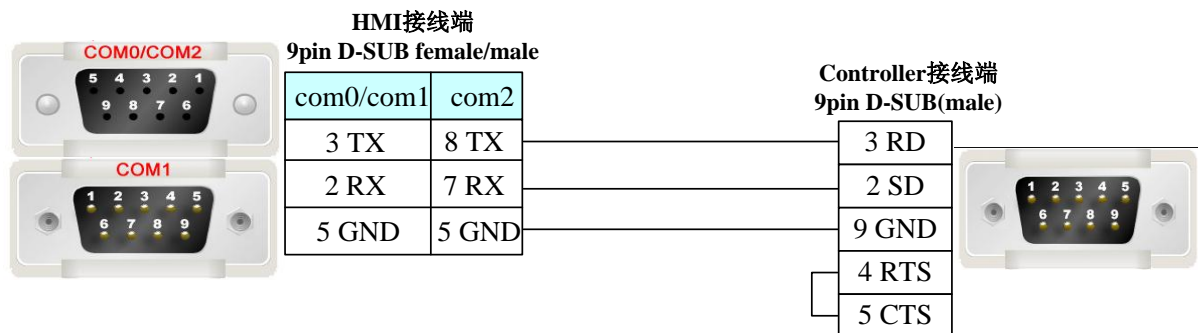 HMI接线端
9pin D-SUB female/male
COM0/COM2
5 4 3 2 1
9 8 7 6
COM1
1 2 3 4 5
6 7 8 9
com0/com1 com2
3 TX 8 TX
2 RX 7 RX
5 GND 5 GND
Controller接线端
9pin D-SUB(male)
3 RD
2 SD
9 GND
4 RTS
5 CTS
1 2 3 4 5
6 7 8 9